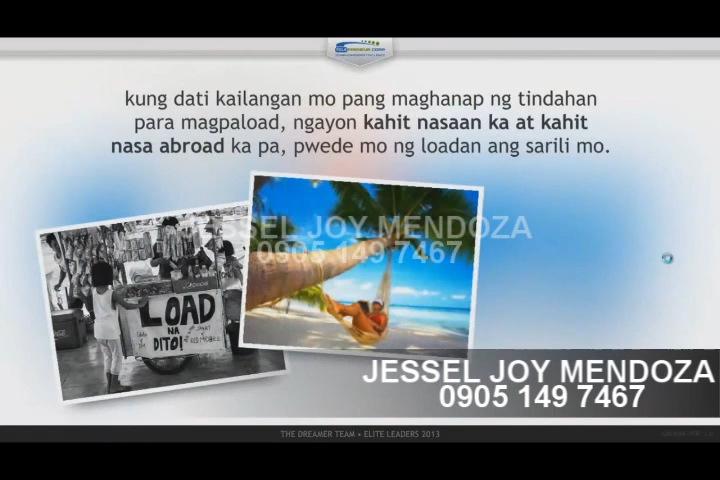 kung dati kailangan mo pang maghanap ng tindahan
para magpaload, ngayon kahit nasaan ka at kahit
nasa abroad ka pa, pwede mo ng loadan ang sarili mo.
JESSEL JOY MENDOZA
0905 149 7467
LOAD
NA
DITO!
JESSEL JOY MENDOZA
0905 149 7467
THE DREAMER TEAM • ELITE LEADERS 2013